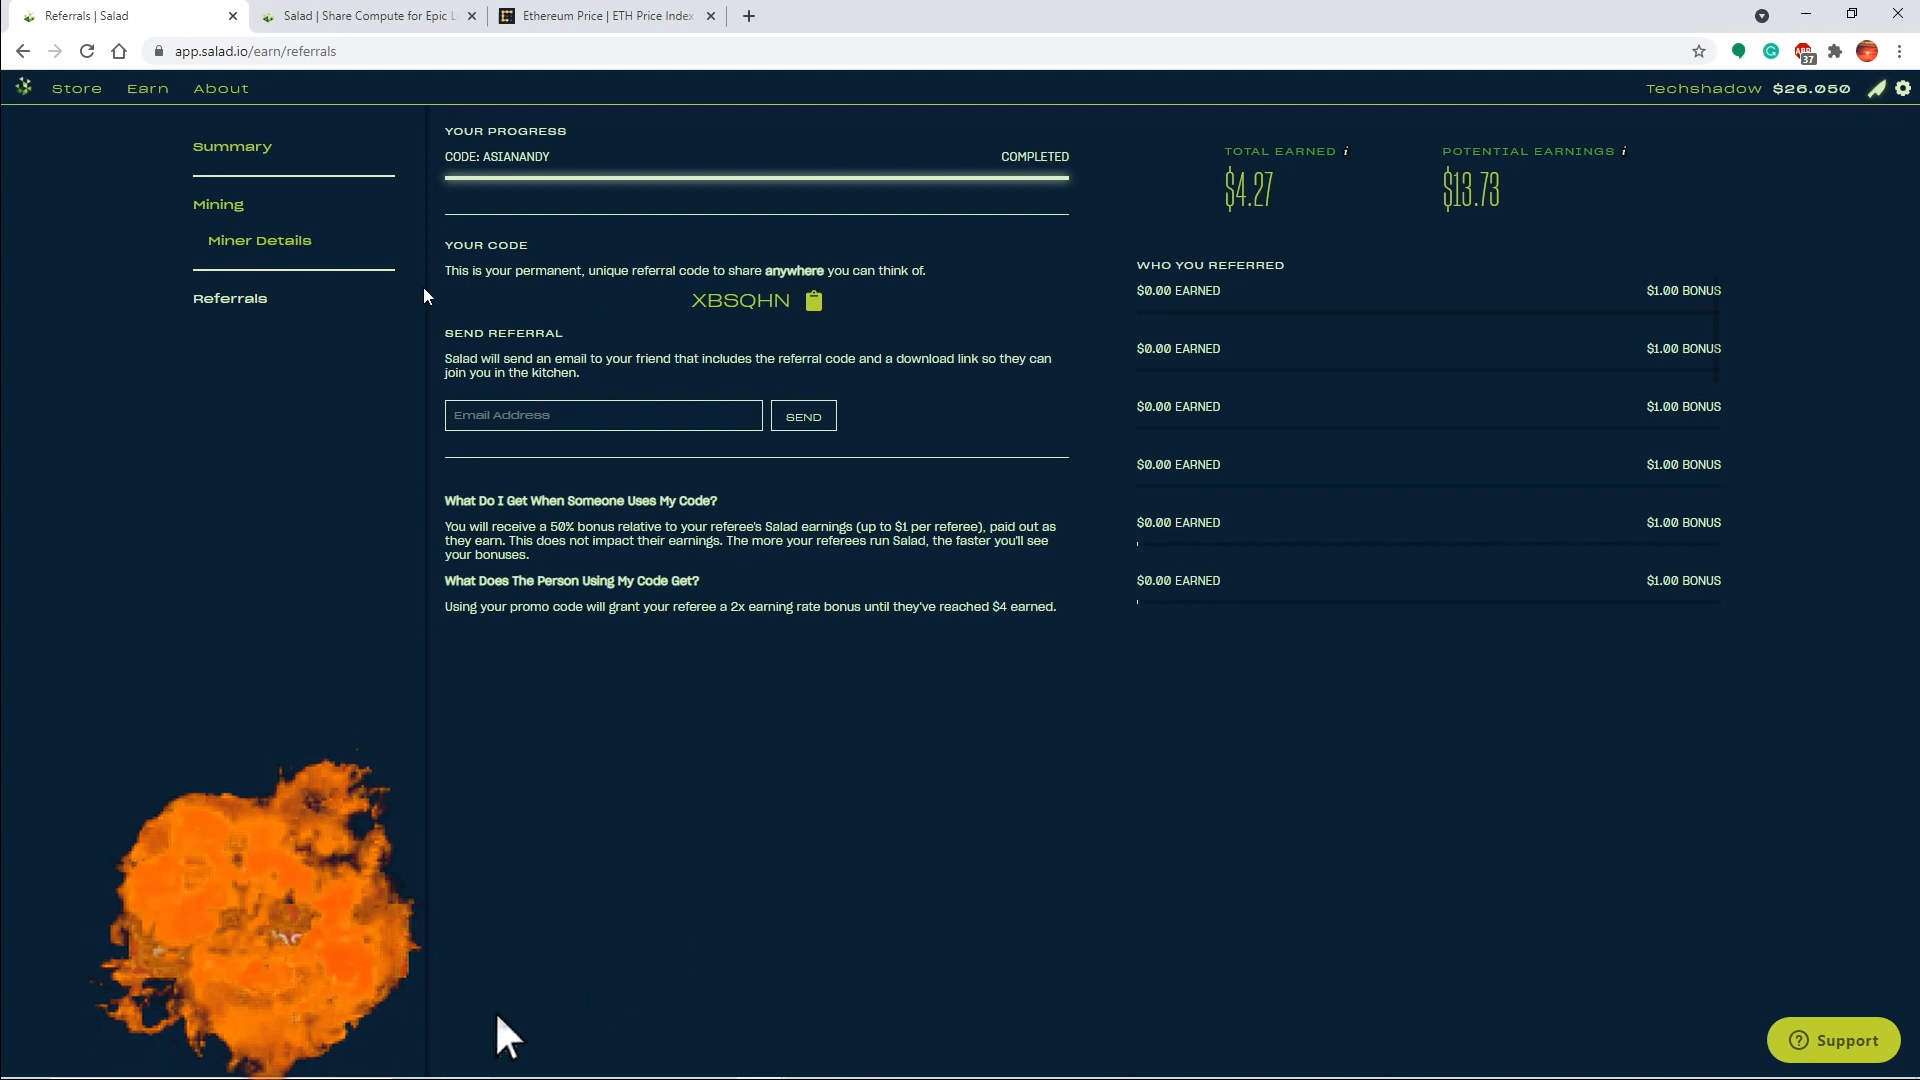 Referrals | Salad
Salad | Share Compute for Epic L
Ethereum Price | ETH Price Index
app.salad.io/earn/referrals
ABP
37
Store Earn About
Techshadow $26.050
Summary
Mining
Miner Details
Referrals
YOUR PROGRESS
CODE: ASIANANDY COMPLETED
YOUR CODE
This is your permanent, unique referral code to share anywhere you can think of.
XBSQHN
SEND REFERRAL
Salad will send an email to your friend that includes the referral code and a download link so they can
join you in the kitchen.
Email Address
SEND
What Do I Get When Someone Uses My Code?
You will receive a 50% bonus relative to your referee's Salad earnings (up to $1 per referee), paid out as
they earn. This does not impact their earnings. The more your referees run Salad, the faster you'll see
your bonuses.
What Does The Person Using My Code Get?
Using your promo code will grant your referee a 2x earning rate bonus until they've reached $4 earned.
TOTAL EARNED i
$4.27
POTENTIAL EARNINGS i
$13.73
WHO YOU REFERRED
$0.00 EARNED $1.00 BONUS
$0.00 EARNED $1.00 BONUS
$0.00 EARNED $1.00 BONUS
$0.00 EARNED $1.00 BONUS
$0.00 EARNED $1.00 BONUS
$0.00 EARNED $1.00 BONUS
? Support